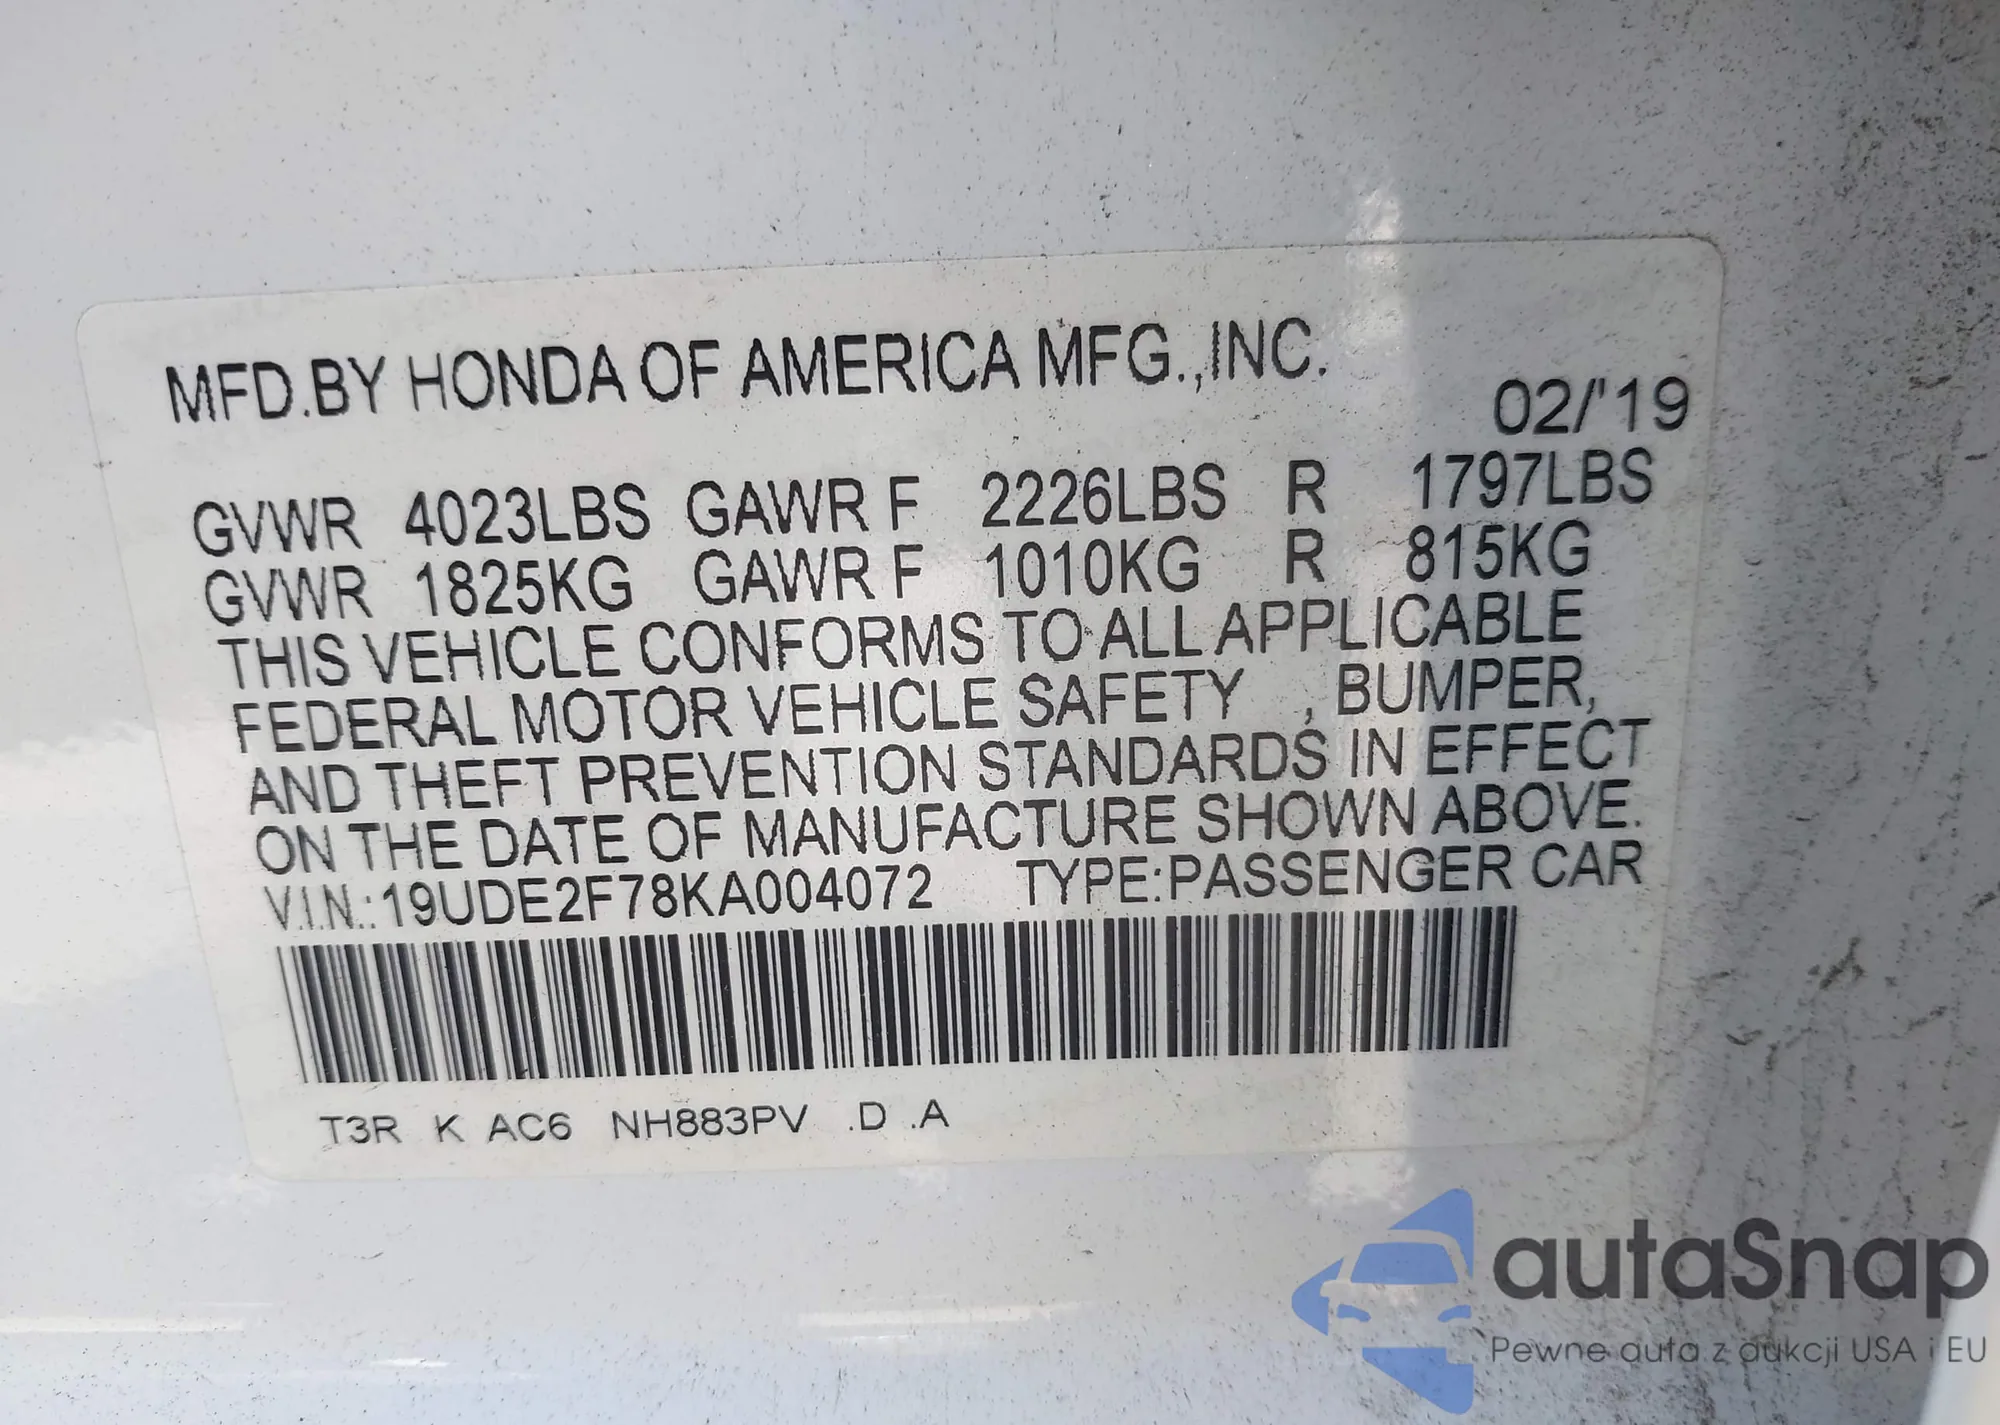 MFD.BY HONDA OF AMERICA MFG.,INC.
02/'19
GVWR 4023LBS GAWR F 2226LBS R 1797LBS
GVWR 1825KG GAWR F 1010KG R 815KG
THIS VEHICLE CONFORMS TO ALL APPLICABLE
FEDERAL MOTOR VEHICLE SAFETY , BUMPER,
AND THEFT PREVENTION STANDARDS IN EFFECT
ON THE DATE OF MANUFACTURE SHOWN ABOVE.
V.I.N.:19UDE2F78KA004072 TYPE:PASSENGER CAR
T3R K AC6 NH883PV .D .A
autaSnap
Pewne auta z aukcji USA i EU